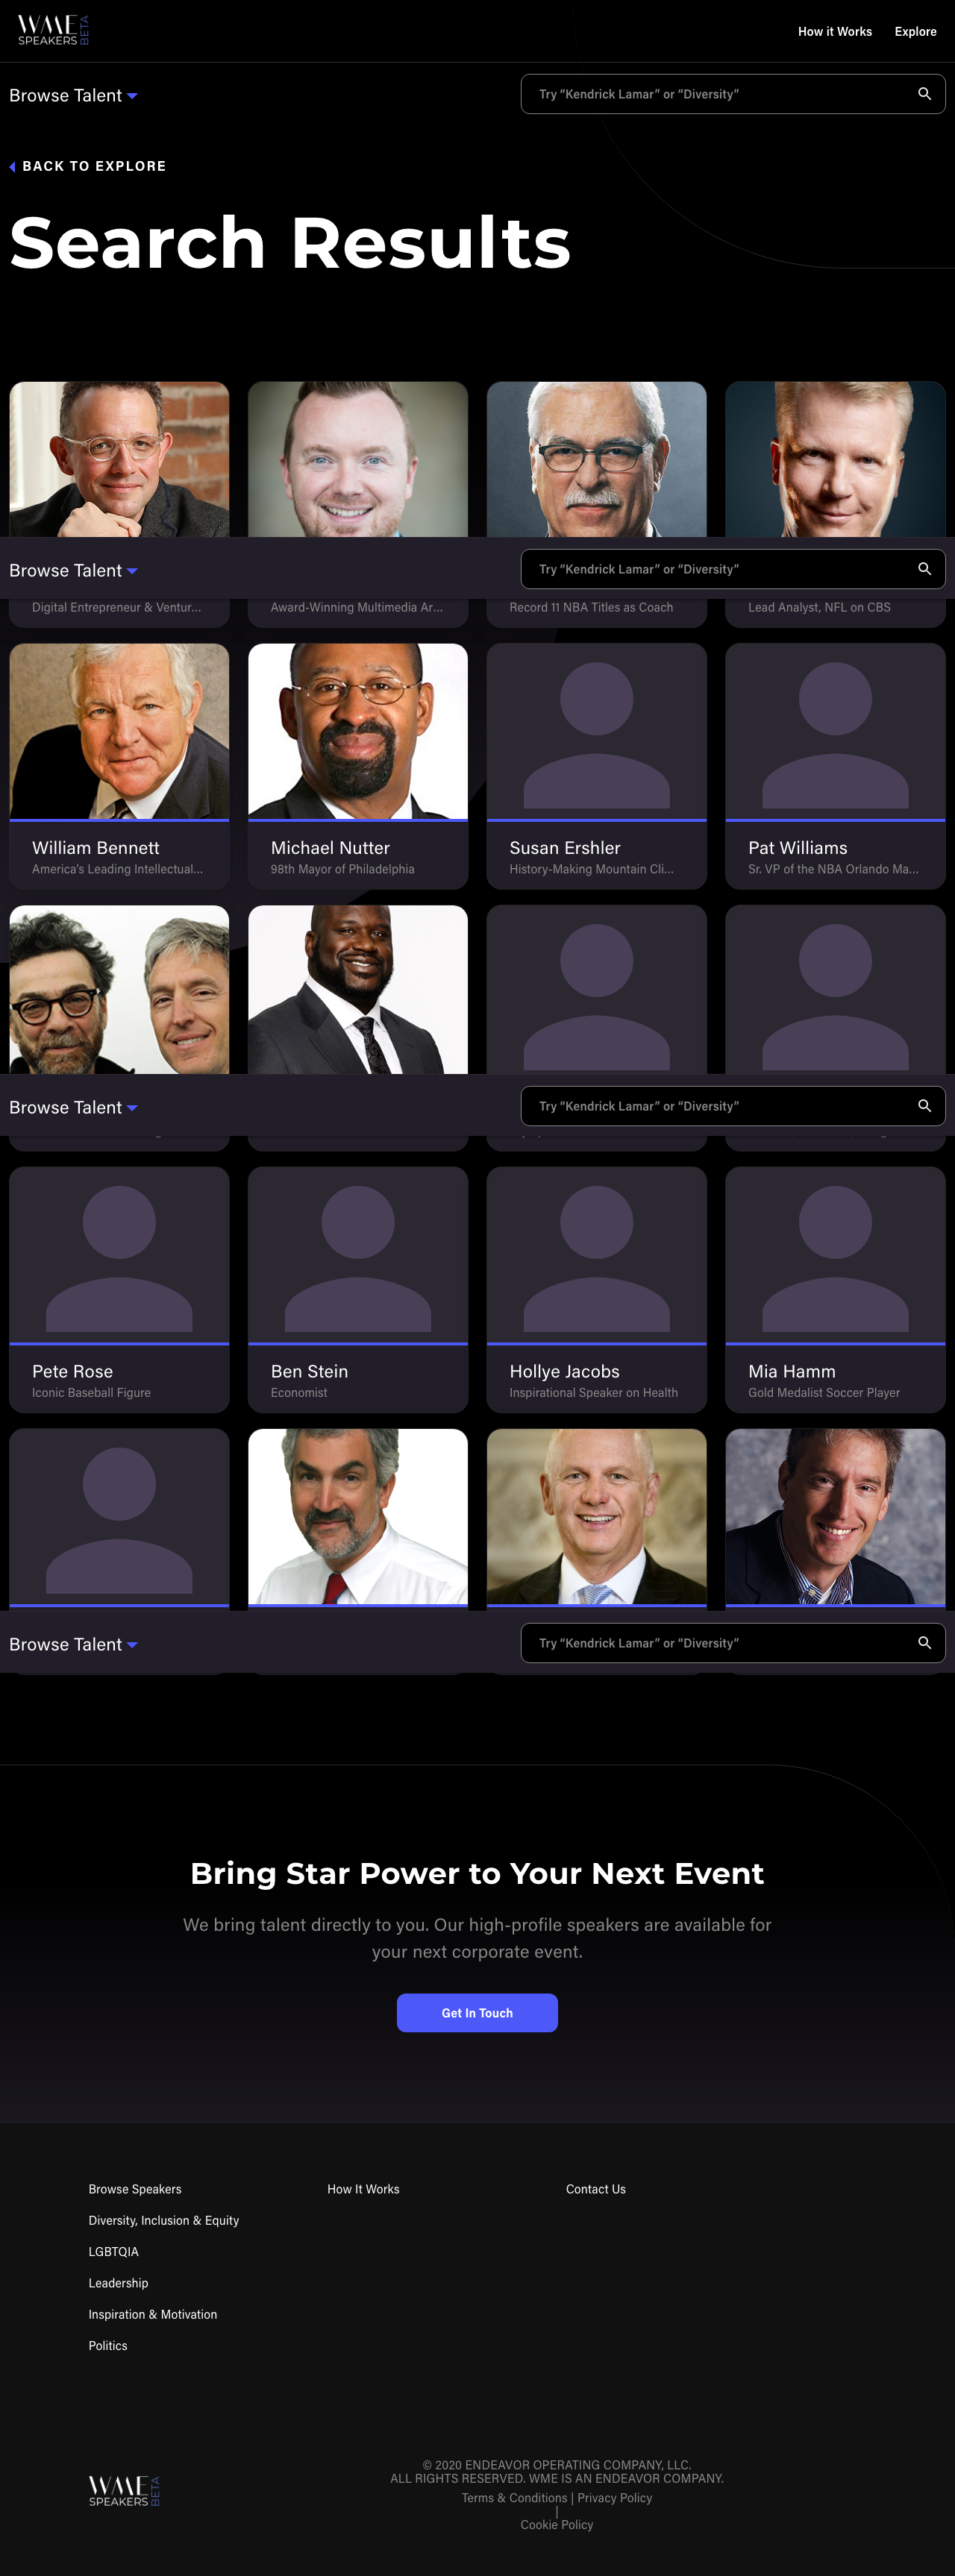 WME
SPEAKERS
BETA
How it Works
Explore
Browse Talent
Try “Kendrick Lamar” or “Diversity”
BACK TO EXPLORE
Search Results
Browse Talent
Try “Kendrick Lamar” or “Diversity”
Digital Entrepreneur & Ventur...
Award-Winning Multimedia Ar...
Record 11 NBA Titles as Coach
Lead Analyst, NFL on CBS
William Bennett
America's Leading Intellectual...
Michael Nutter
98th Mayor of Philadelphia
Susan Ershler
History-Making Mountain Cli...
Pat Williams
Sr. VP of the NBA Orlando Ma...
Browse Talent
Try “Kendrick Lamar” or “Diversity”
Pete Rose
Iconic Baseball Figure
Ben Stein
Economist
Hollye Jacobs
Inspirational Speaker on Health
Mia Hamm
Gold Medalist Soccer Player
Browse Talent
Try “Kendrick Lamar” or “Diversity”
Bring Star Power to Your Next Event
We bring talent directly to you. Our high-profile speakers are available for
your next corporate event.
Get In Touch
Browse Speakers
Diversity, Inclusion & Equity
LGBTQIA
Leadership
Inspiration & Motivation
Politics
How It Works
Contact Us
WME
SPEAKERS
BETA
© 2020 ENDEAVOR OPERATING COMPANY, LLC.
ALL RIGHTS RESERVED. WME IS AN ENDEAVOR COMPANY.
Terms & Conditions | Privacy Policy
|
Cookie Policy